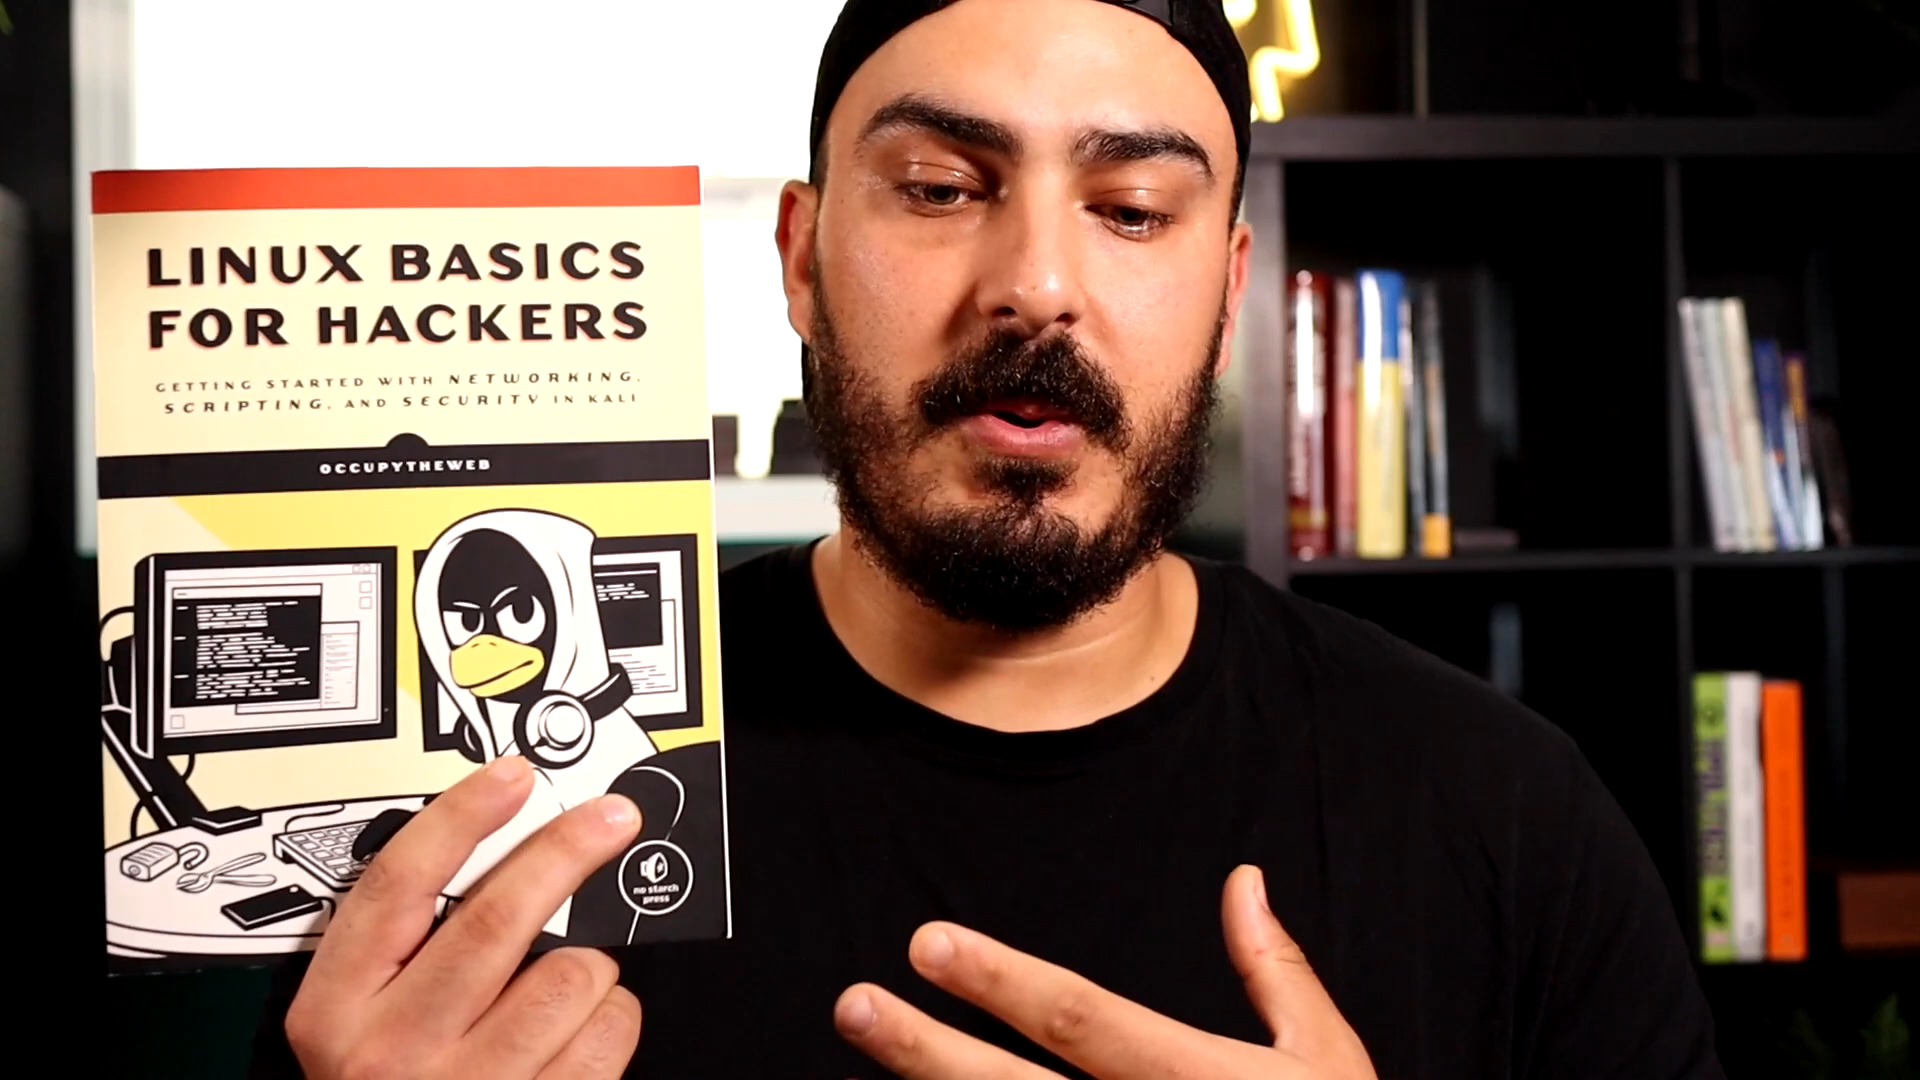 LINUX BASICS
FOR HACKERS
GETTING STARTED WITH NETWORKING,
SCRIPTING, AND SECURITY IN KALI
OCCUPYTHEWEB
no starch
press